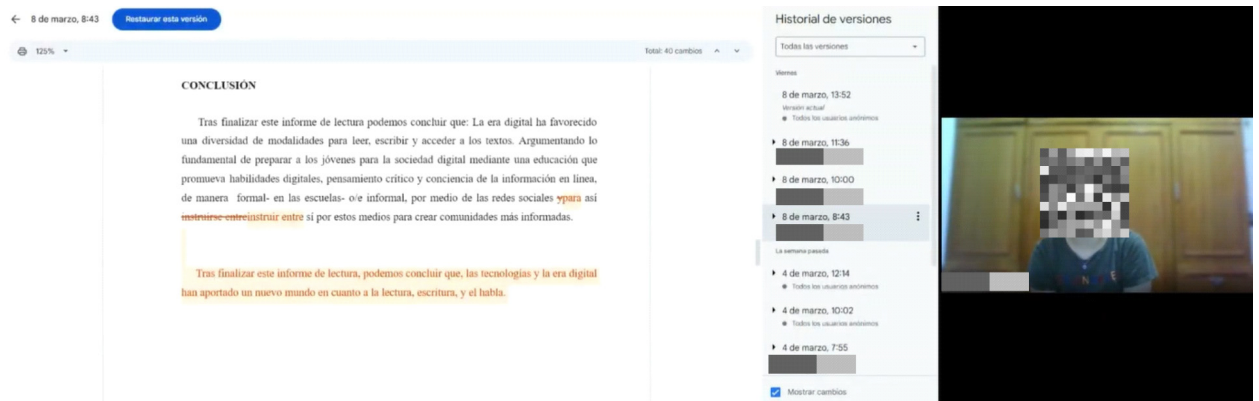 8 de marzo, 8:43
Restaurar esta versión
125%
Total: 40 cambios
CONCLUSIÓN
Tras finalizar este informe de lectura podemos concluir que: La era digital ha favorecido
una diversidad de modalidades para leer, escribir y acceder a los textos. Argumentando lo
fundamental de preparar a los jóvenes para la sociedad digital mediante una educación que
promueva habilidades digitales, pensamiento crítico y conciencia de la información en línea,
de manera formal- en las escuelas- o/e informal, por medio de las redes sociales ypara así
instruirse entreinstruir entre sí por estos medios para crear comunidades más informadas.
Tras finalizar este informe de lectura, podemos concluir que, las tecnologías y la era digital
han aportado un nuevo mundo en cuanto a la lectura, escritura, y el habla.
Historial de versiones
Todas las versiones
Viernes
8 de marzo, 13:52
Versión actual
Todos los usuarios anónimos
8 de marzo, 11:36
8 de marzo, 10:00
8 de marzo, 8:43
La semana pasada
4 de marzo, 12:14
Todos los usuarios anónimos
4 de marzo, 10:02
Todos los usuarios anónimos
4 de marzo, 7:55
Mostrar cambios